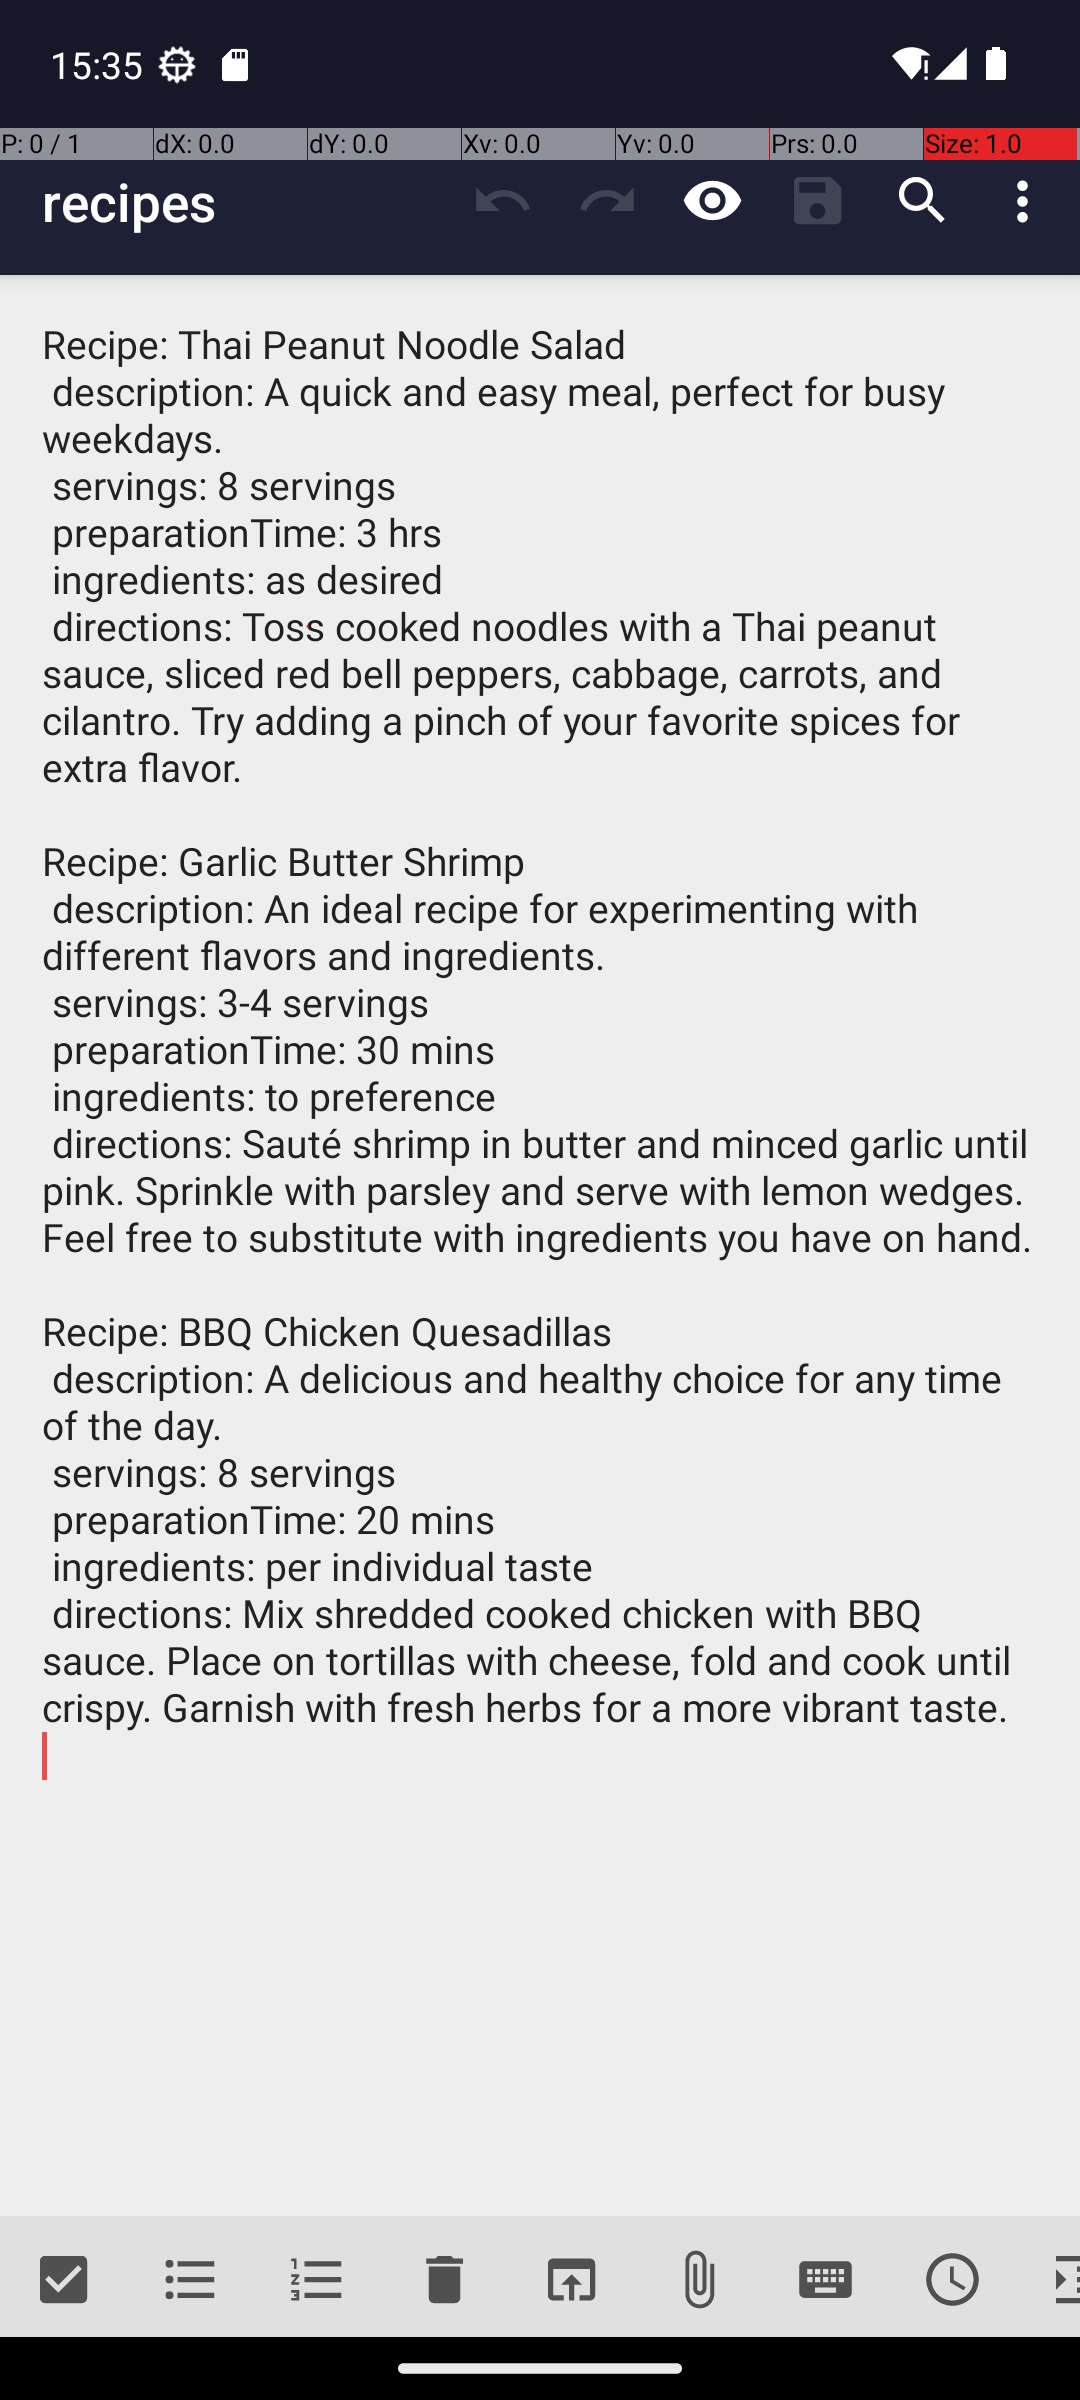 15:35
P: 0 / 1 dX: 0.0 dY: 0.0 Xv: 0.0 Yv: 0.0 Prs: 0.0 Size: 1.0
recipes
Recipe: Thai Peanut Noodle Salad
description: A quick and easy meal, perfect for busy
weekdays.
servings: 8 servings
preparationTime: 3 hrs
ingredients: as desired
directions: Toss cooked noodles with a Thai peanut
sauce, sliced red bell peppers, cabbage, carrots, and
cilantro. Try adding a pinch of your favorite spices for
extra flavor.
Recipe: Garlic Butter Shrimp
description: An ideal recipe for experimenting with
different flavors and ingredients.
servings: 3-4 servings
preparationTime: 30 mins
ingredients: to preference
directions: Sauté shrimp in butter and minced garlic until
pink. Sprinkle with parsley and serve with lemon wedges.
Feel free to substitute with ingredients you have on hand.
Recipe: BBQ Chicken Quesadillas
description: A delicious and healthy choice for any time
of the day.
servings: 8 servings
preparationTime: 20 mins
ingredients: per individual taste
directions: Mix shredded cooked chicken with BBQ
sauce. Place on tortillas with cheese, fold and cook until
crispy. Garnish with fresh herbs for a more vibrant taste.